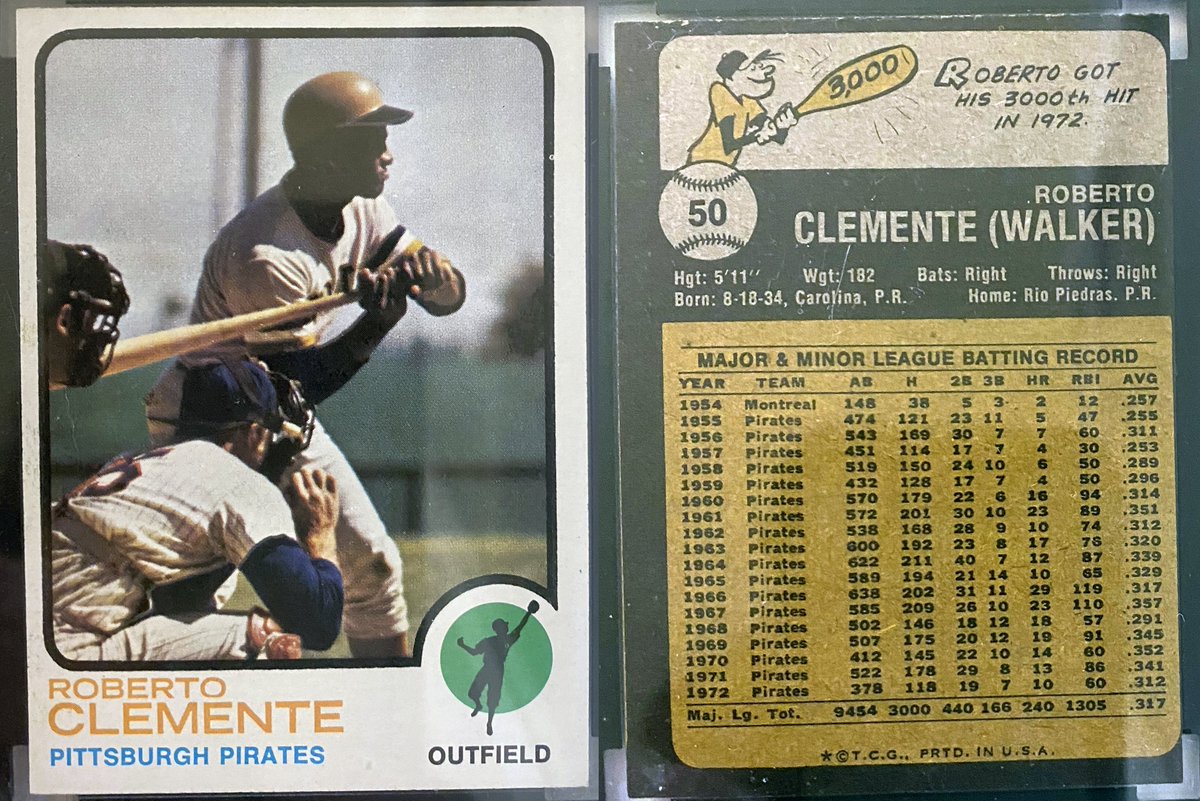 ROBERTO
CLEMENTE
PITTSBURGH PIRATES
OUTFIELD
3,000
ROBERTO GOT
HIS 3000th HIT
IN 1972.
50
ROBERTO
CLEMENTE (WALKER)
Hgt: 5'11" Wgt: 182 Bats: Right Throws: Right
Born: 8-18-34, Carolina, P.R. Home: Rio Piedras. P.R.
MAJOR & MINOR LEAGUE BATTING RECORD
YEAR TEAM AB H 2B 3B HR RBI AVG
1954 Montreal 148 38 5 3 2 12 .257
1955 Pirates 474 121 23 11 5 47 .255
1956 Pirates 543 169 30 7 7 60 .311
1957 Pirates 451 114 17 7 4 30 .253
1958 Pirates 519 150 24 10 6 50 .289
1959 Pirates 432 128 17 7 4 50 .296
1960 Pirates 570 179 22 6 16 94 .314
1961 Pirates 572 201 30 10 23 89 .351
1962 Pirates 538 168 28 9 10 74 .312
1963 Pirates 600 192 23 8 17 76 .320
1964 Pirates 622 211 40 7 12 87 .339
1965 Pirates 589 194 21 14 10 65 .329
1966 Pirates 638 202 31 11 29 119 .317
1967 Pirates 585 209 26 10 23 110 .357
1968 Pirates 502 146 18 12 18 57 .291
1969 Pirates 507 175 20 12 19 91 .345
1970 Pirates 412 145 22 10 14 60 .352
1971 Pirates 522 178 29 8 13 86 .341
1972 Pirates 378 118 19 7 10 60 .312
Maj. Lg. Tot. 9454 3000 440 166 240 1305 .317
*©T.C.G., PRTD. IN U.S.A.